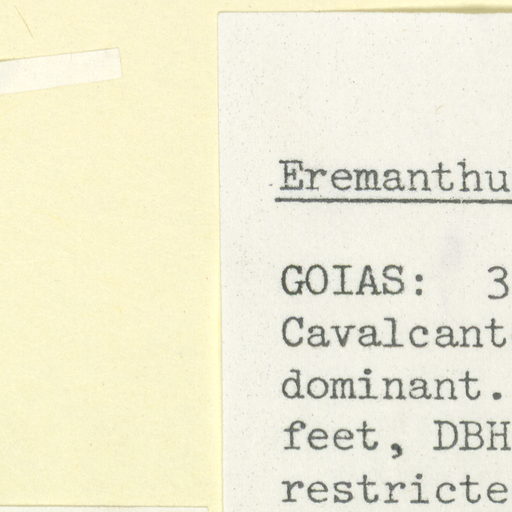 Eremanthu
GOIAS: 3
Cavalcant
dominant.
feet, DBH
restricte